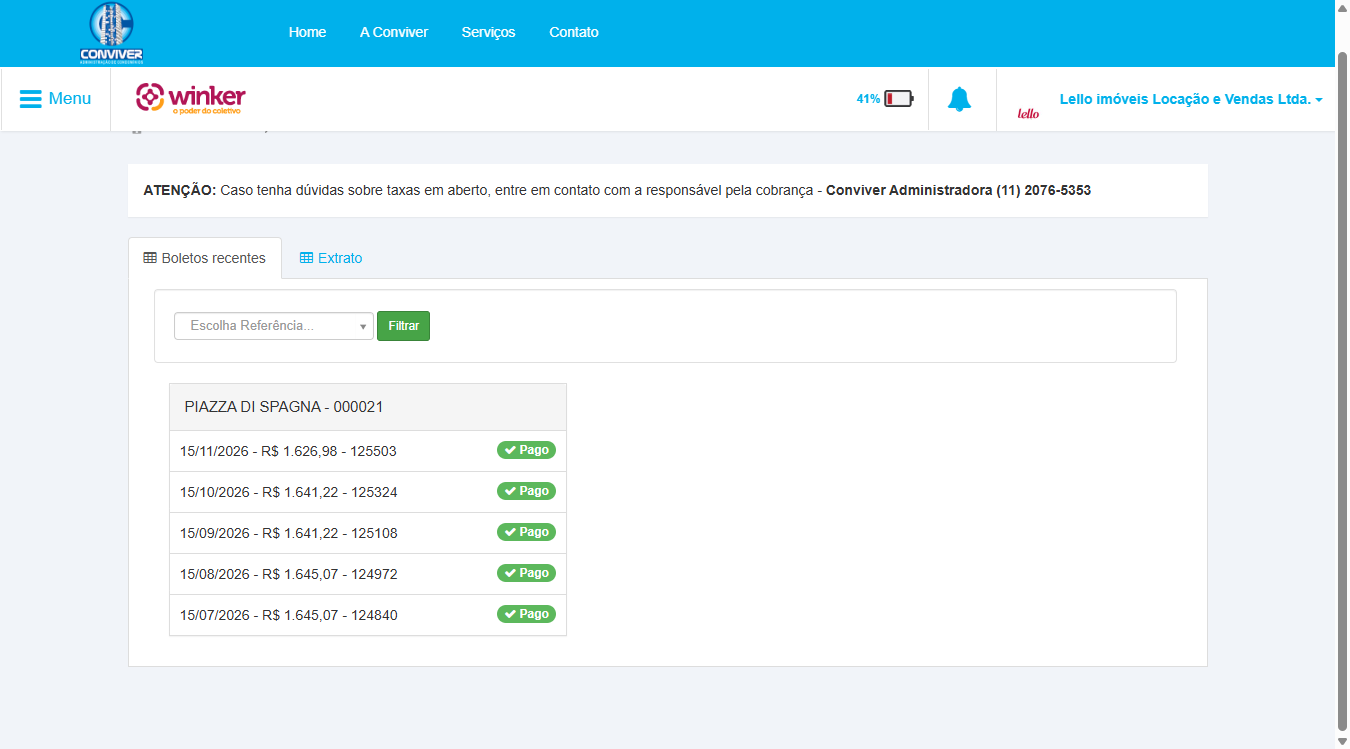 CONVIVER
Home
A Conviver
Serviços
Contato
Menu
winker
o poder do coletivo
41%
lello
Lello imóveis Locação e Vendas Ltda.
ATENÇÃO: Caso tenha dúvidas sobre taxas em aberto, entre em contato com a responsável pela cobrança - Conviver Administradora (11) 2076-5353
Boletos recentes
Extrato
Escolha Referência...
Filtrar
PIAZZA DI SPAGNA - 000021
15/11/2026 - R$ 1.626,98 - 125503
Pago
15/10/2026 - R$ 1.641,22 - 125324
Pago
15/09/2026 - R$ 1.641,22 - 125108
Pago
15/08/2026 - R$ 1.645,07 - 124972
Pago
15/07/2026 - R$ 1.645,07 - 124840
Pago